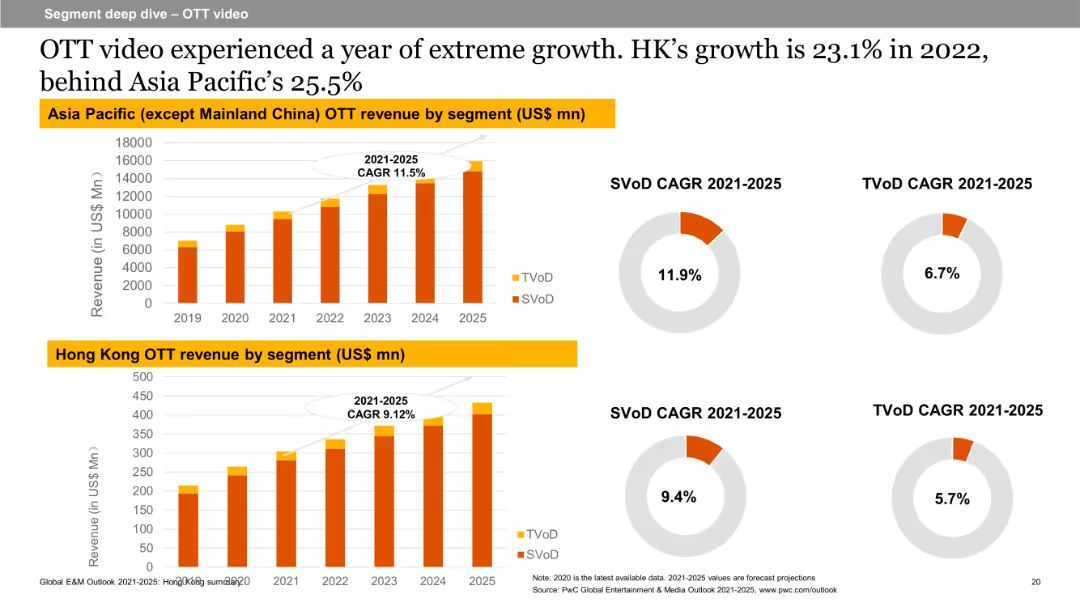 Segment deep dive – OTT video
OTT video experienced a year of extreme growth. HK’s growth is 23.1% in 2022,
behind Asia Pacific’s 25.5%
Asia Pacific (except Mainland China) OTT revenue by segment (US$ mn)
Revenue (in US$ Mn)
18000
16000
14000
12000
10000
8000
6000
4000
2000
0
2021-2025
CAGR 11.5%
2019 2020 2021 2022 2023 2024 2025
TVoD
SVoD
SVoD CAGR 2021-2025
11.9%
TVoD CAGR 2021-2025
6.7%
Hong Kong OTT revenue by segment (US$ mn)
Revenue (in US$ Mn)
500
450
400
350
300
250
200
150
100
50
0
2021-2025
CAGR 9.12%
2019 2020 2021 2022 2023 2024 2025
TVoD
SVoD
SVoD CAGR 2021-2025
9.4%
TVoD CAGR 2021-2025
5.7%
Global E&M Outlook 2021-2025: Hong Kong summary
Note: 2020 is the latest available data. 2021-2025 values are forecast projections
Source: PwC Global Entertainment & Media Outlook 2021-2025, www.pwc.com/outlook
20